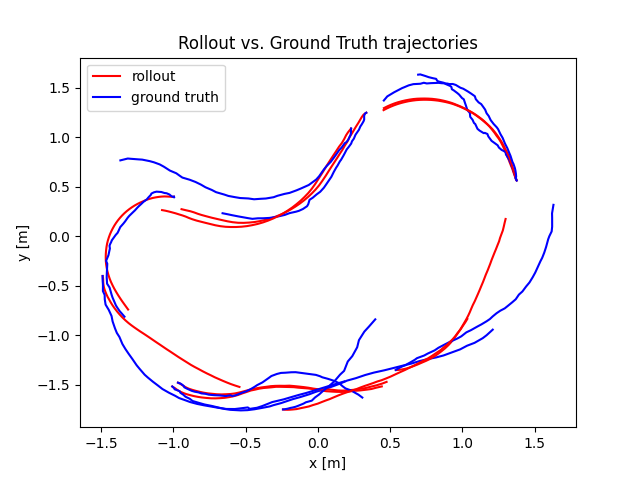 Rollout vs. Ground Truth trajectories
rollout
ground truth
1.5
1.0
0.5
0.0
−0.5
−1.0
−1.5
y [m]
−1.5 −1.0 −0.5 0.0 0.5 1.0 1.5
x [m]